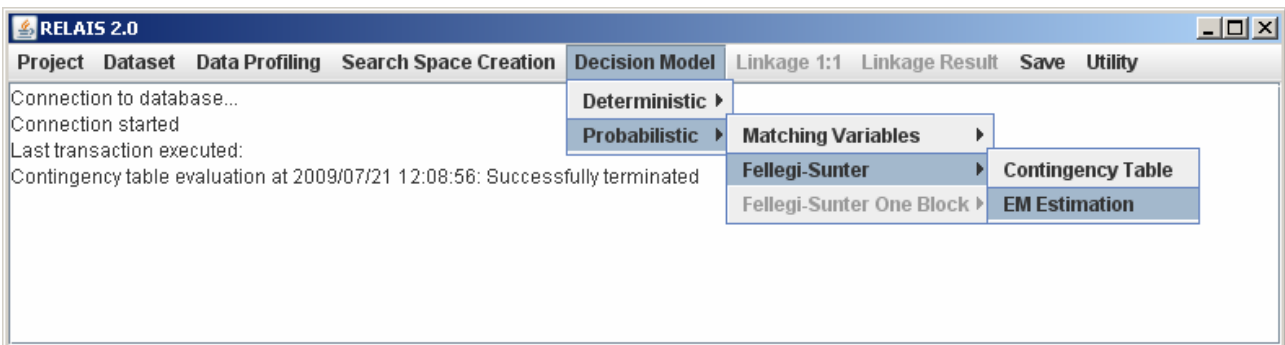 RELAIS 2.0
Project Dataset Data Profiling Search Space Creation Decision Model Linkage 1:1 Linkage Result Save Utility
Connection to database...
Connection started
Last transaction executed:
Contingency table evaluation at 2009/07/21 12:08:56: Successfully terminated
Deterministic
Probabilistic
Matching Variables
Fellegi-Sunter
Fellegi-Sunter One Block
Contingency Table
EM Estimation